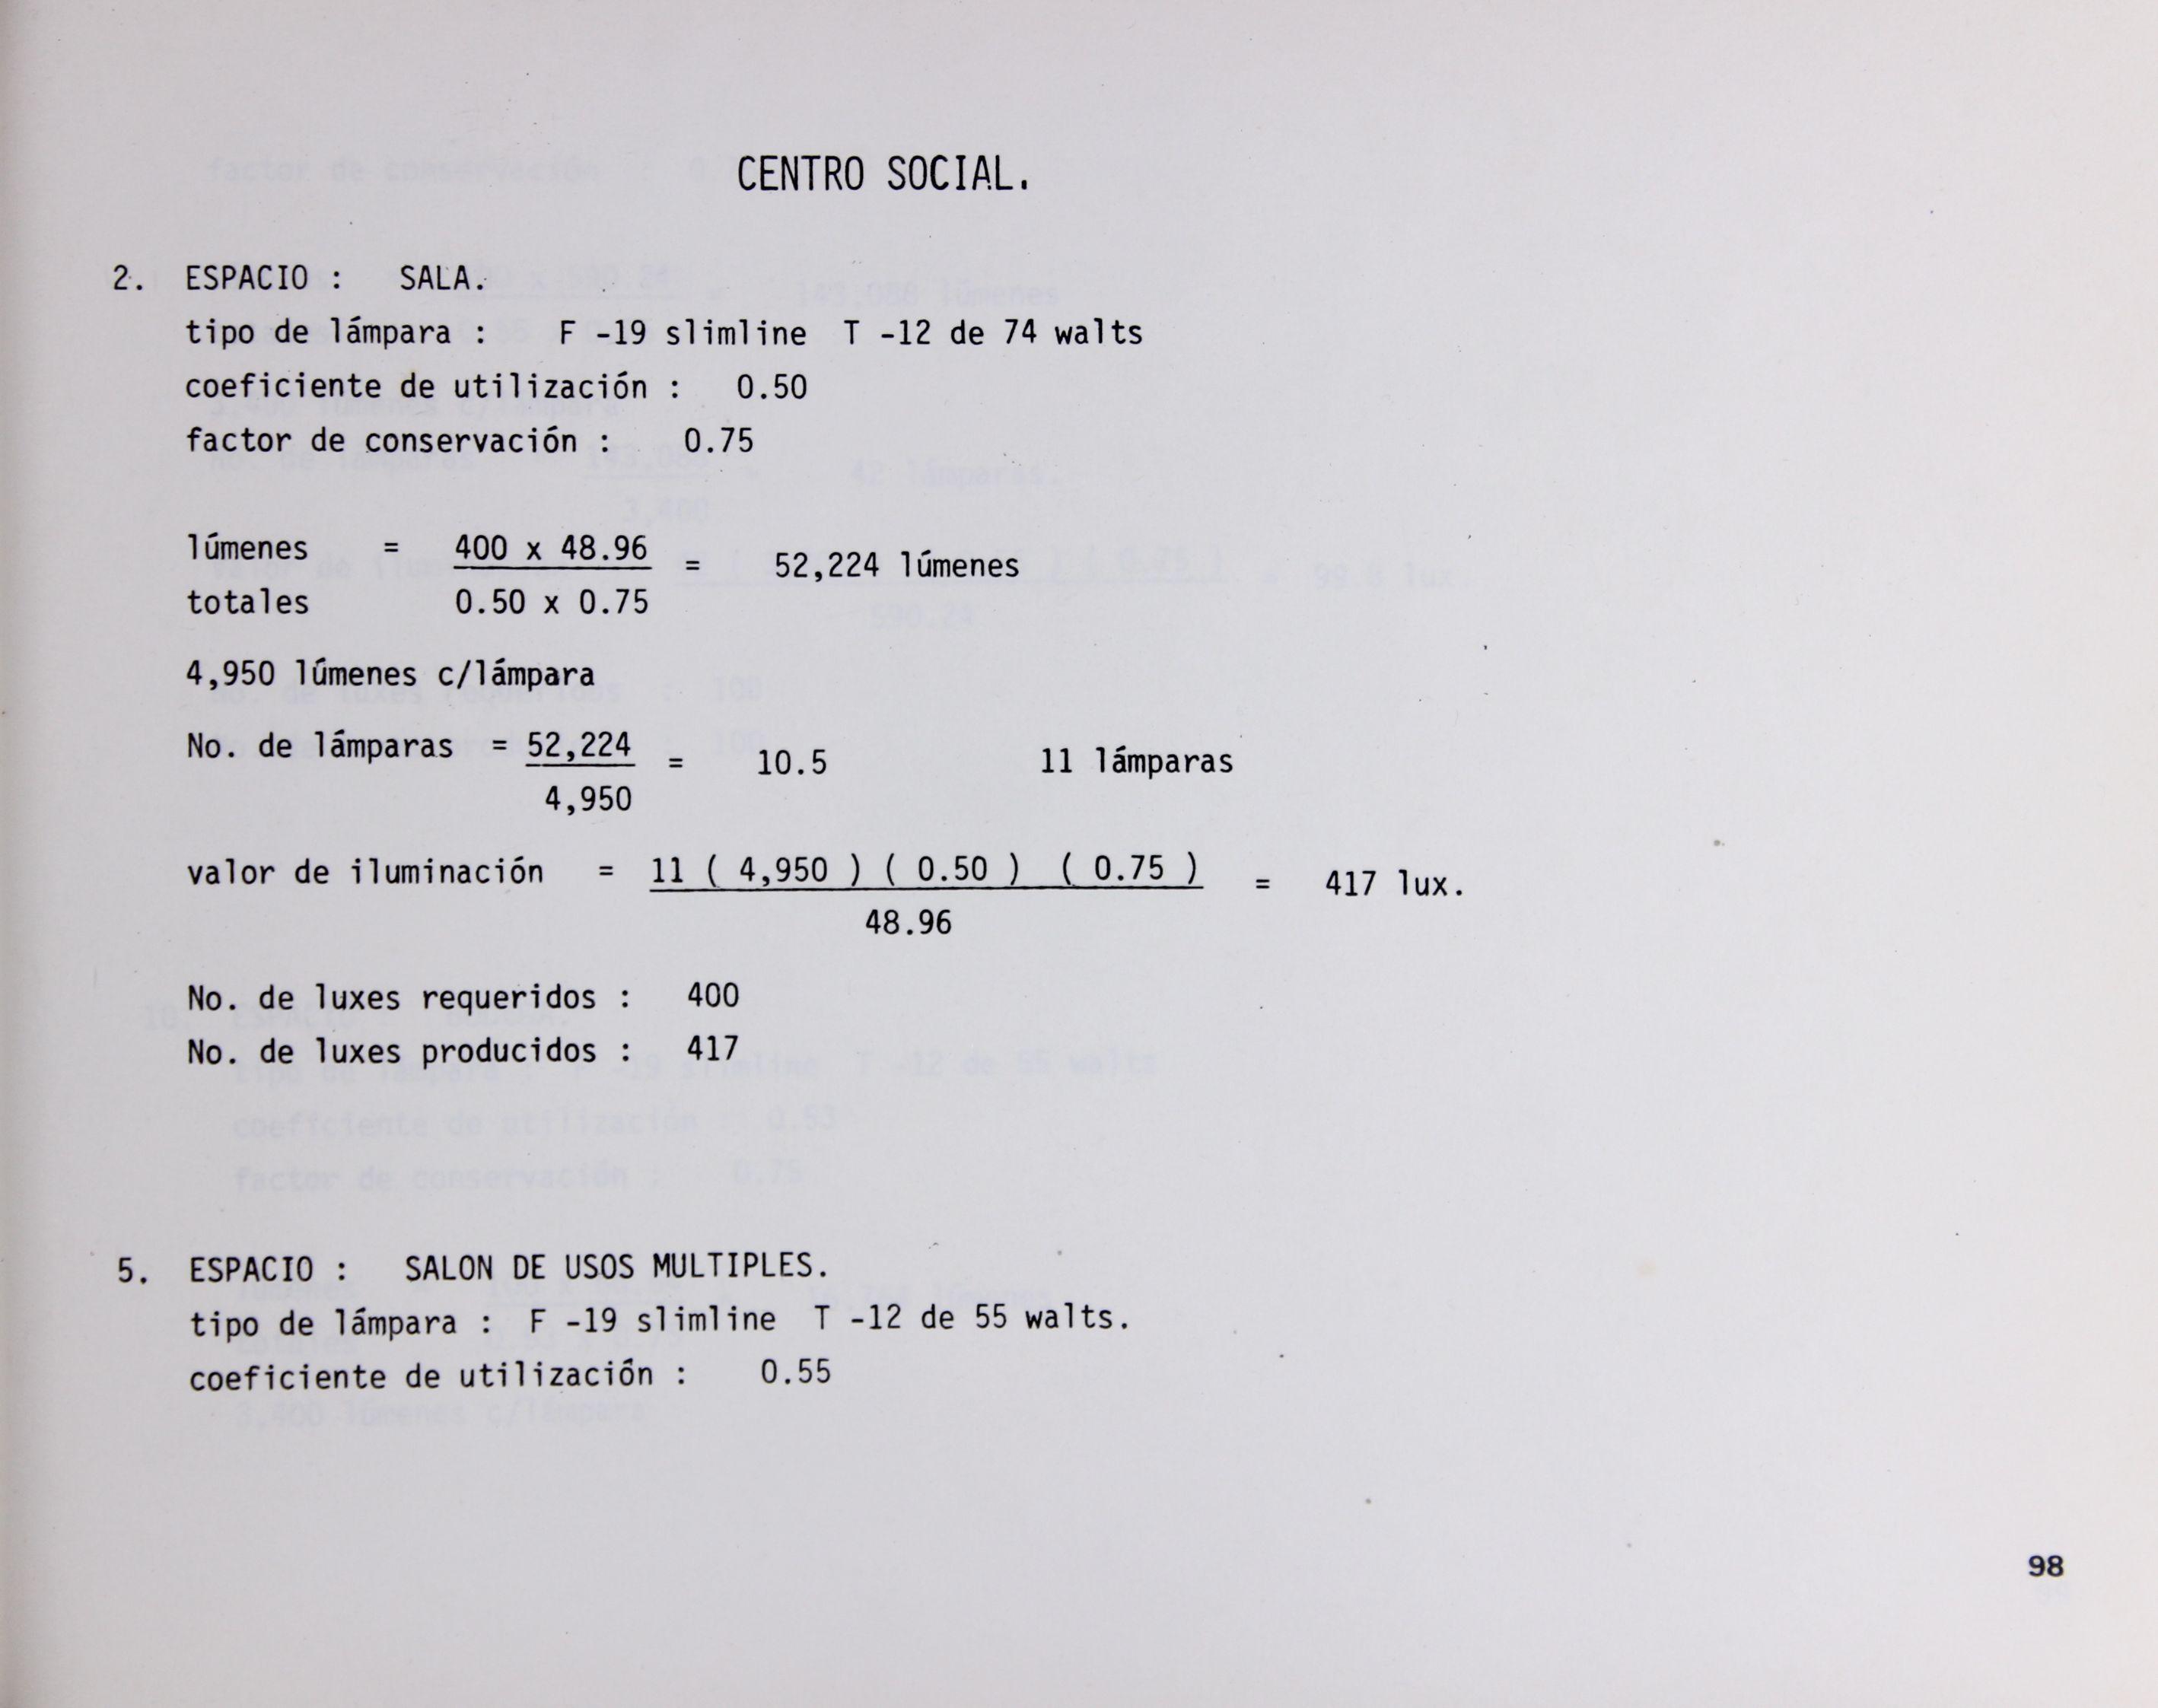 CENTRO SOCIAL.
2. ESPACIO : SALA.
tipo de lámpara : F -19 slimline T -12 de 74 walts
coeficiente de utilización : 0.50
factor de conservación : 0.75
lúmenes = 400 x 48.96 = 52,224 lúmenes
totales 0.50 x 0.75
4,950 lúmenes c/lámpara
No. de lámparas = 52,224 = 10.5 11 lámparas
4,950
valor de iluminación = 11 ( 4,950 ) ( 0.50 ) ( 0.75 ) = 417 lux.
48.96
No. de luxes requeridos : 400
No. de luxes producidos : 417
5. ESPACIO : SALON DE USOS MULTIPLES.
tipo de lámpara : F -19 slimline T -12 de 55 walts.
coeficiente de utilización : 0.55
98